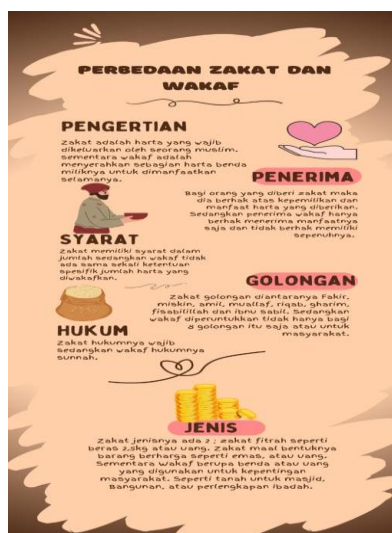 PERBEDAAN ZAKAT DAN
WAKAF
PENGERTIAN
Zakat adalah harta yang wajib
dikeluarkan oleh seorang muslim.
sementara wakaf adalah
menyerahkan sebagian harta benda
miliknya untuk dimanfaatkan
selamanya.
PENERIMA
Bagi orang yang diberi zakat maka
dia berhak atas kepemilikan dan
manfaat harta yang diberikan.
Sedangkan penerima wakaf hanya
berhak menerima manfaatnya
saja dan tidak berhak memiliki
sepenuhnya.
SYARAT
Zakat memiliki syarat dalam
jumlah sedangkan wakaf tidak
ada sama sekali ketentuan
spesifik jumlah harta yang
diwakafkan.
GOLONGAN
Zakat golongan diantaranya Fakir,
miskin, amil, muallaf, riqab, gharim,
fisabilillah dan ibnu sabil. Sedangkan
wakaf diperuntukkan tidak hanya bagi
8 golongan itu saja atau untuk
masyarakat.
HUKUM
Zakat hukumnya wajib
sedangkan wakaf hukumnya
sunnah.
JENIS
Zakat jenisnya ada 2 : zakat fitrah seperti
beras 2,5kg atau uang. Zakat maal bentuknya
barang berharga seperti emas, atau uang.
Sementara wakaf berupa benda atau uang
yang digunakan untuk kepentingan
masyarakat. Seperti tanah untuk masjid,
Bangunan, atau perlengkapan ibadah.